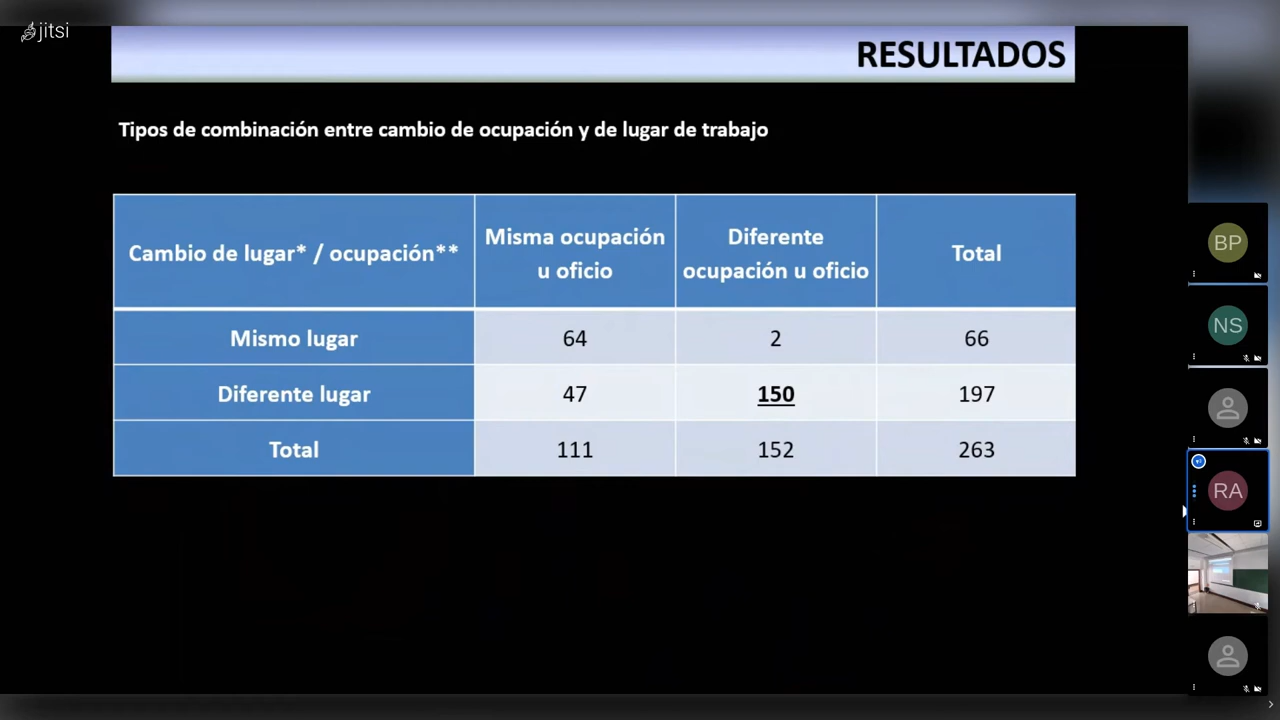 jitsi
RESULTADOS
Tipos de combinación entre cambio de ocupación y de lugar de trabajo
Cambio de lugar* / ocupación** Misma ocupación u oficio Diferente ocupación u oficio Total
Mismo lugar 64 2 66
Diferente lugar 47 150 197
Total 111 152 263
BP
NS
RA